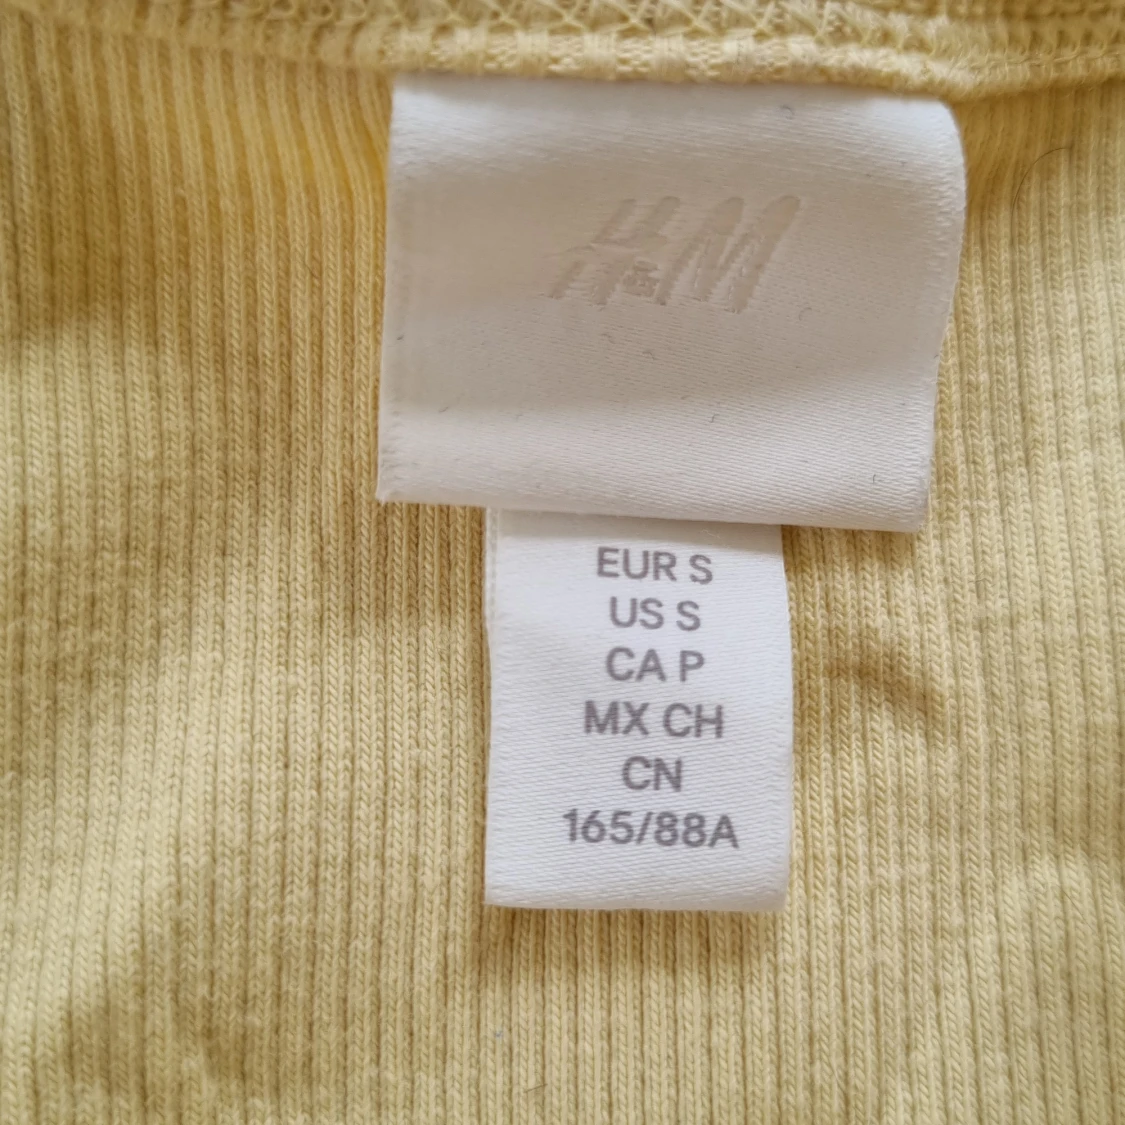 H&M
EUR S
US S
CA P
MX CH
CN
165/88A